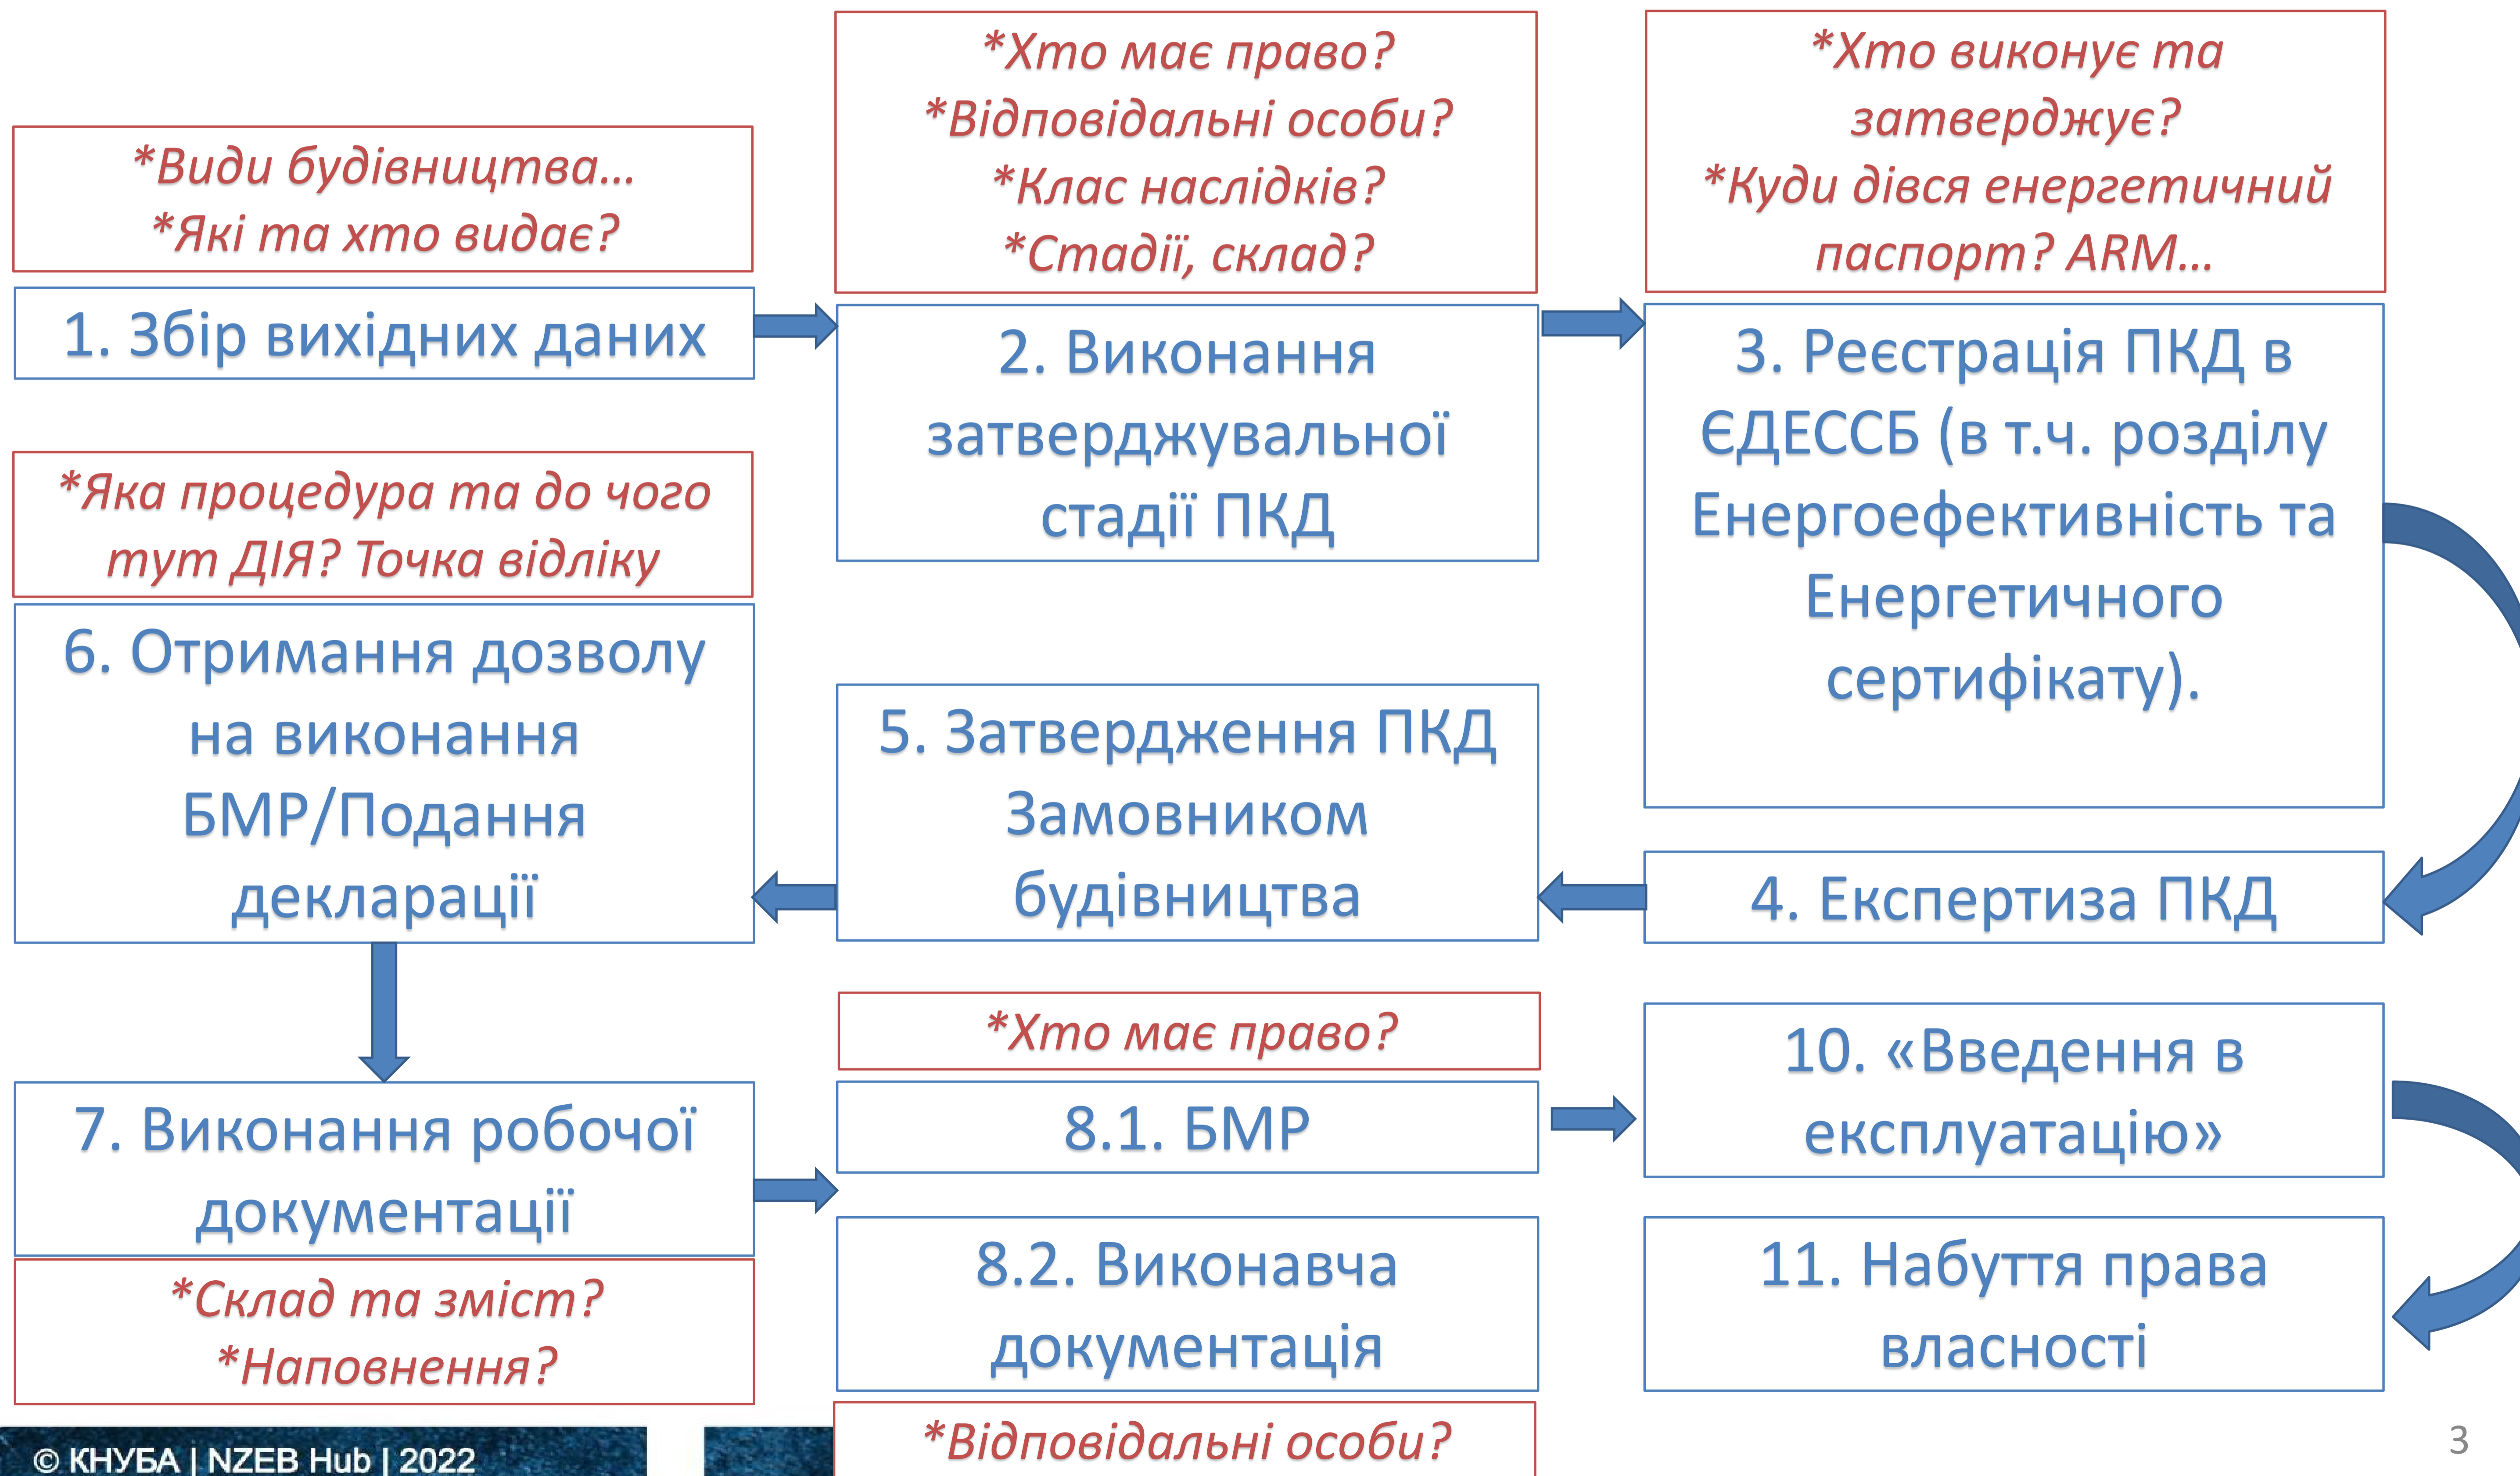 *Види будівництва…
*Які та хто видає?
1. Збір вихідних даних
*Хто має право?
*Відповідальні особи?
*Клас наслідків?
*Стадії, склад?
2. Виконання
затверджувальної
стадії ПКД
*Хто виконує та
затверджує?
*Куди дівся енергетичний
паспорт? ARM…
3. Реєстрація ПКД в
ЄДЕССБ (в т.ч. розділу
Енергоефективність та
Енергетичного
сертифікату).
4. Експертиза ПКД
5. Затвердження ПКД
Замовником
будівництва
*Яка процедура та до чого
тут ДІЯ? Точка відліку
6. Отримання дозволу
на виконання
БМР/Подання
декларації
7. Виконання робочої
документації
*Склад та зміст?
*Наповнення?
*Хто має право?
8.1. БМР
8.2. Виконавча
документація
*Відповідальні особи?
10. «Введення в
експлуатацію»
11. Набуття права
власності
© КНУБА | NZEB Hub | 2022
3